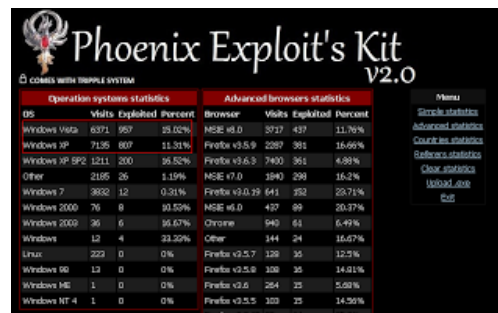 Phoenix Exploit's Kit
v2.0
COMES WITH TRIPPLE SYSTEM
Operation systems statistics
OS Visits Exploited Percent
Windows Vista 6371 957 15.02%
Windows XP 7135 807 11.31%
Windows XP SP2 1211 200 16.52%
Other 2185 26 1.19%
Windows 7 3832 12 0.31%
Windows 2000 76 8 10.53%
Windows 2003 36 6 16.67%
Windows 12 4 33.33%
Linux 223 0 0%
Windows 98 13 0 0%
Windows ME 1 0 0%
Windows NT 4 1 0 0%
Advanced browsers statistics
Browser Visits Exploited Percent
MSIE v8.0 3717 437 11.76%
Firefox v3.5.9 2287 381 16.66%
Firefox v3.6.3 7400 361 4.88%
MSIE v7.0 1840 298 16.2%
Firefox v3.0.19 641 152 23.71%
MSIE v6.0 437 89 20.37%
Chrome 940 61 6.49%
Other 144 24 16.67%
Firefox v3.5.7 128 16 12.5%
Firefox v3.5.8 108 16 14.81%
Firefox v3.6 264 15 5.68%
Firefox v3.5.5 103 15 14.56%
Menu
Simple statistics
Advanced statistics
Countries statistics
Referers statistics
Clear statistics
Upload .exe
Exit